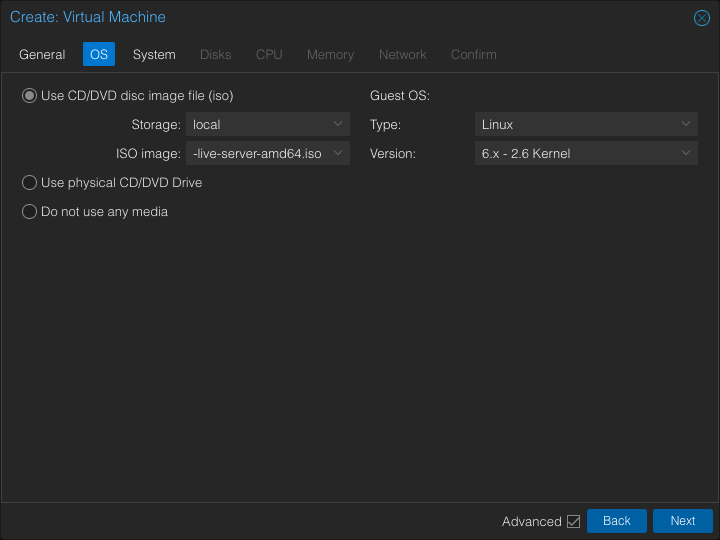 Create: Virtual Machine
General OS System Disks CPU Memory Network Confirm
Use CD/DVD disc image file (iso) Guest OS:
Storage: local Type: Linux
ISO image: -live-server-amd64.iso Version: 6.x - 2.6 Kernel
Use physical CD/DVD Drive
Do not use any media
Advanced Back Next